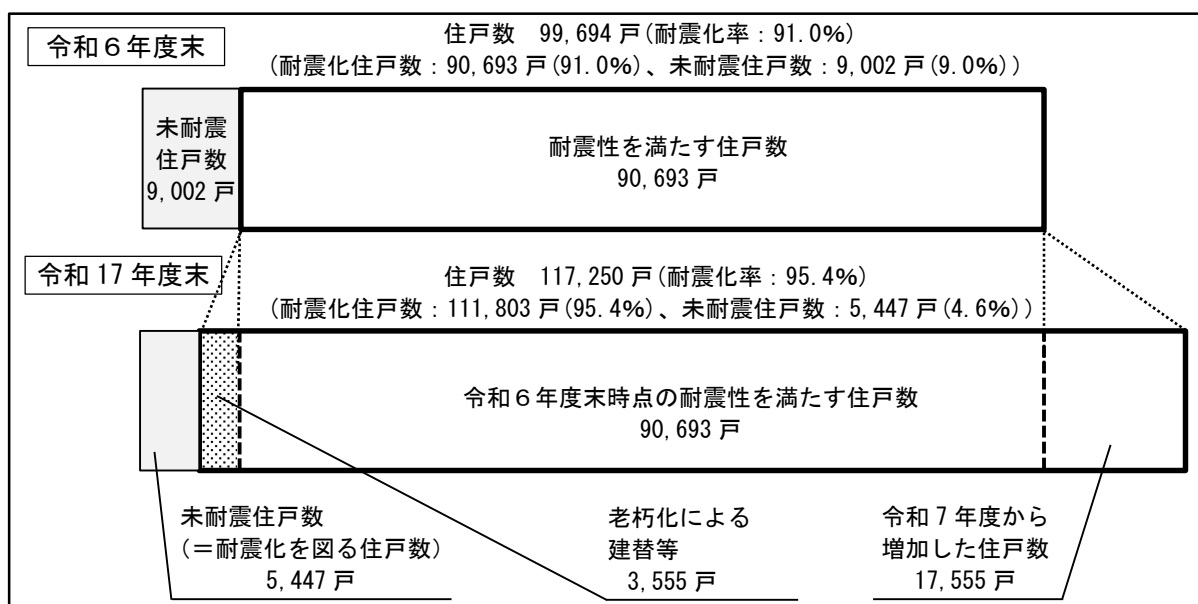 令和６年度末
住戸数　99,694 戸(耐震化率：91.0%)
(耐震化住戸数：90,693 戸(91.0%)、未耐震住戸数：9,002 戸(9.0%))
未耐震
住戸数
9,002 戸
耐震性を満たす住戸数
90,693 戸
令和 17 年度末
住戸数　117,250 戸(耐震化率：95.4%)
(耐震化住戸数：111,803 戸(95.4%)、未耐震住戸数：5,447 戸(4.6%))
令和６年度末時点の耐震性を満たす住戸数
90,693 戸
未耐震住戸数
(＝耐震化を図る住戸数)
5,447 戸
老朽化による
建替等
3,555 戸
令和７年度から
増加した住戸数
17,555 戸